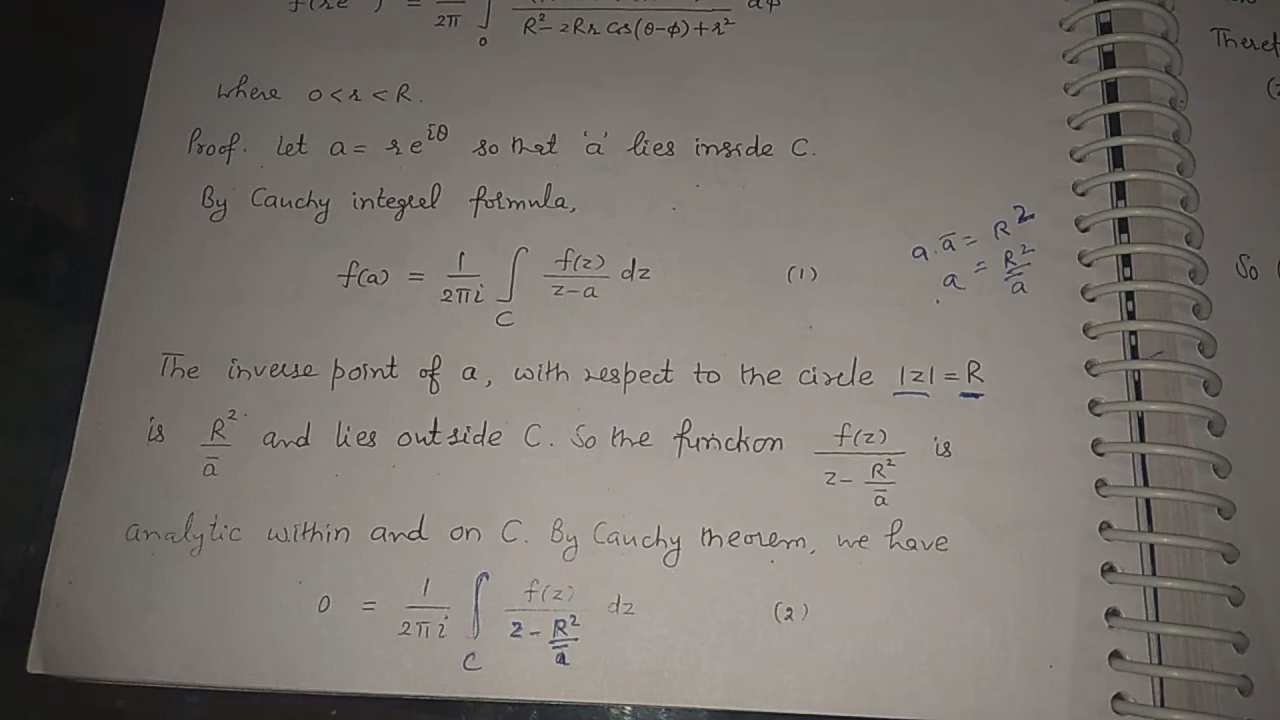 2π ∫₀ R²- 2Rr Cos(θ-φ)+r² dφ
where 0<r<R.
Proof. Let a = re^{iθ} so that 'a' lies inside C.
By Cauchy integral formula,
f(a) = 1/2πi ∫_C f(z)/z-a dz (1)
a.ā = R²
a = R²/ā
The inverse point of a, with respect to the circle |z| = R
is R²/ā and lies outside C. So the function f(z)/(z - R²/ā) is
analytic within and on C. By Cauchy theorem, we have
0 = 1/2πi ∫_C f(z)/(z - R²/ā) dz (2)
So